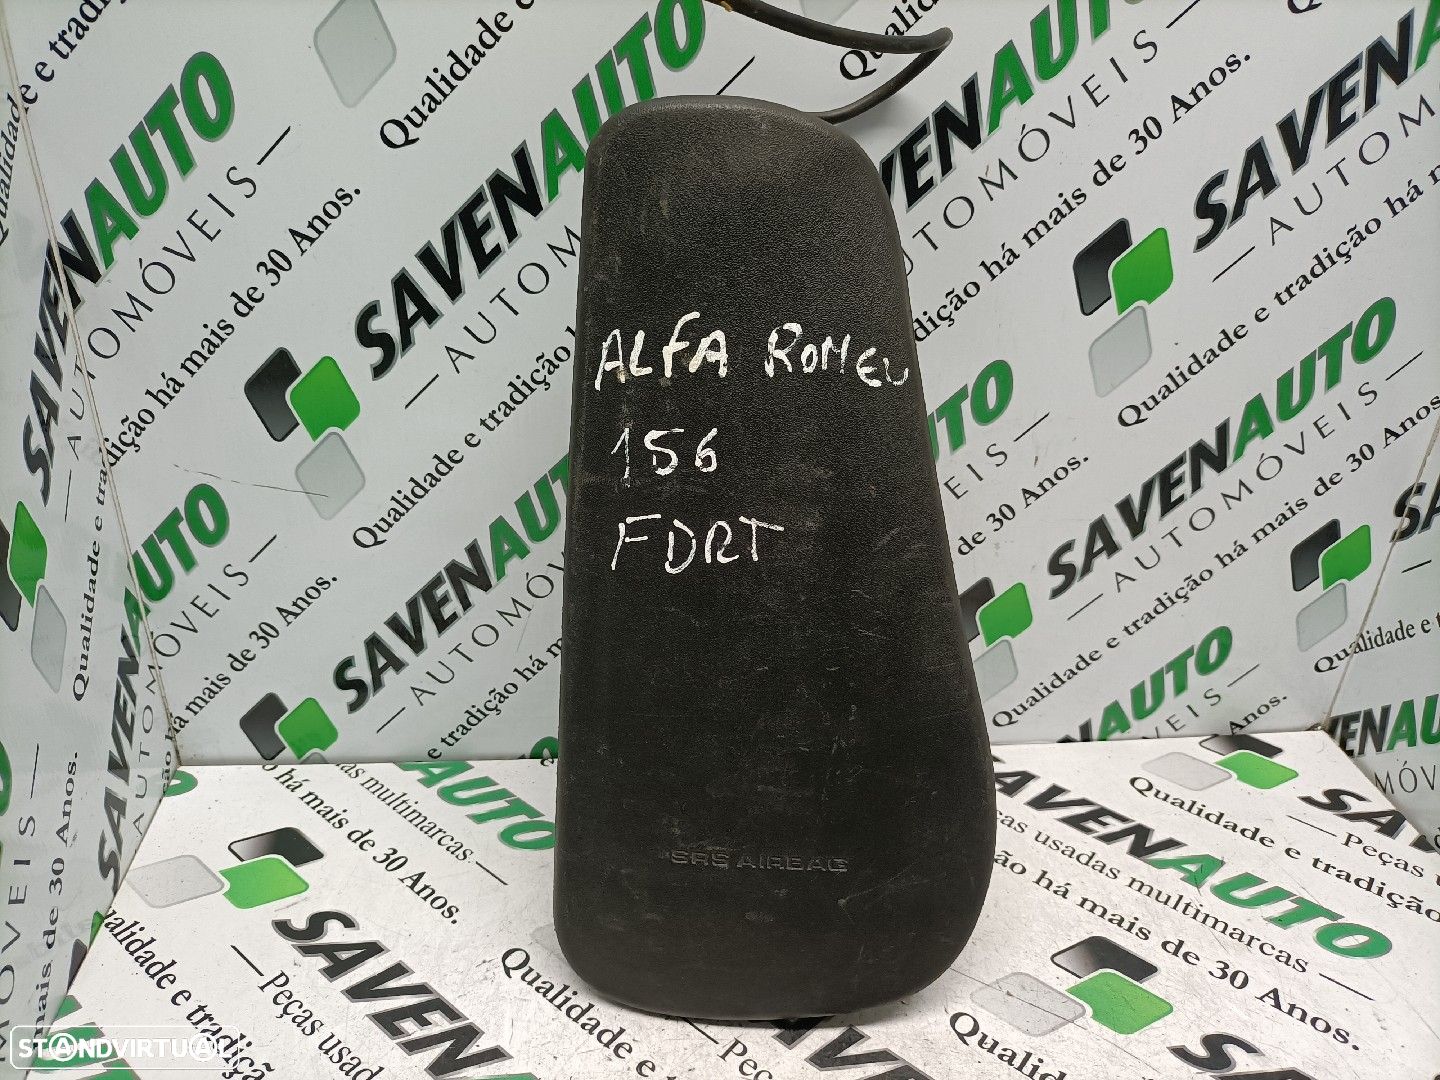 ALFA ROMEU
156
FDRT
SRS AIRBAG
SAVENAUTO
— AUTOMÓVEIS —
Qualidade e tradição há mais de 30 Anos.
— Peças usadas multimarcas —
STANDVIRTUAL